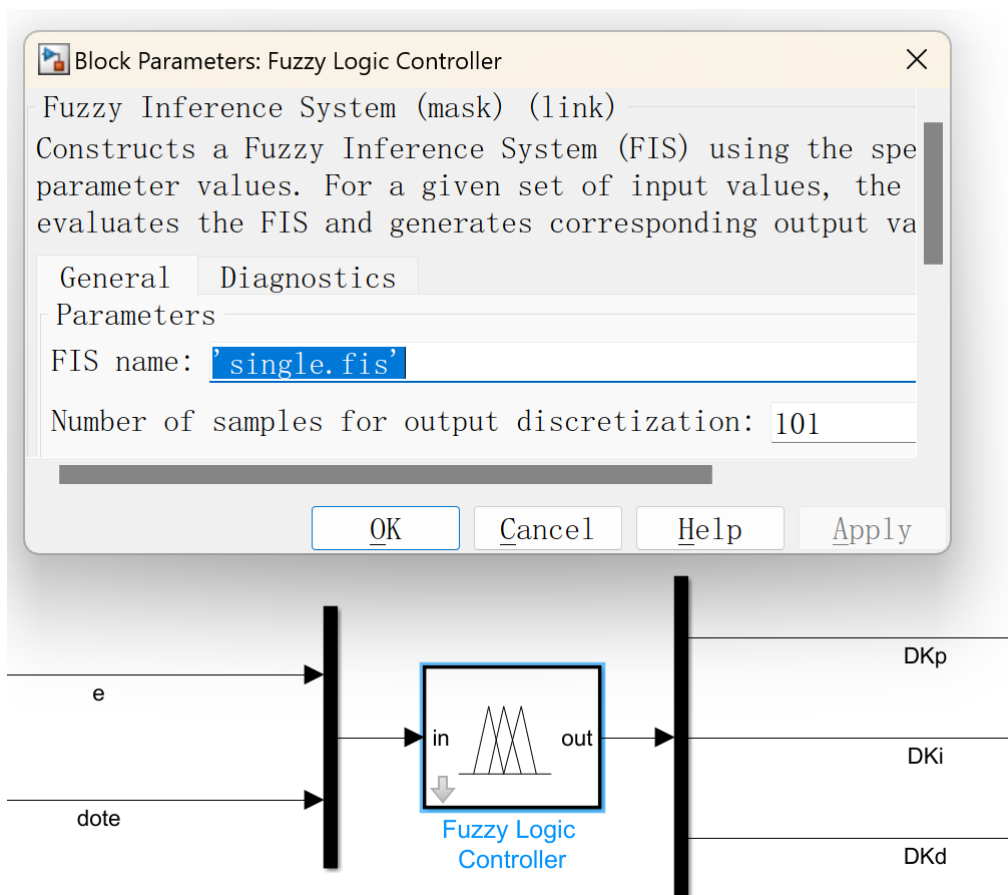 Block Parameters: Fuzzy Logic Controller
Fuzzy Inference System (mask) (link)
Constructs a Fuzzy Inference System (FIS) using the spe
parameter values. For a given set of input values, the
evaluates the FIS and generates corresponding output va
General Diagnostics
Parameters
FIS name: 'single.fis'
Number of samples for output discretization: 101
OK Cancel Help Apply
e
dote
in out
Fuzzy Logic
Controller
DKp
DKi
DKd